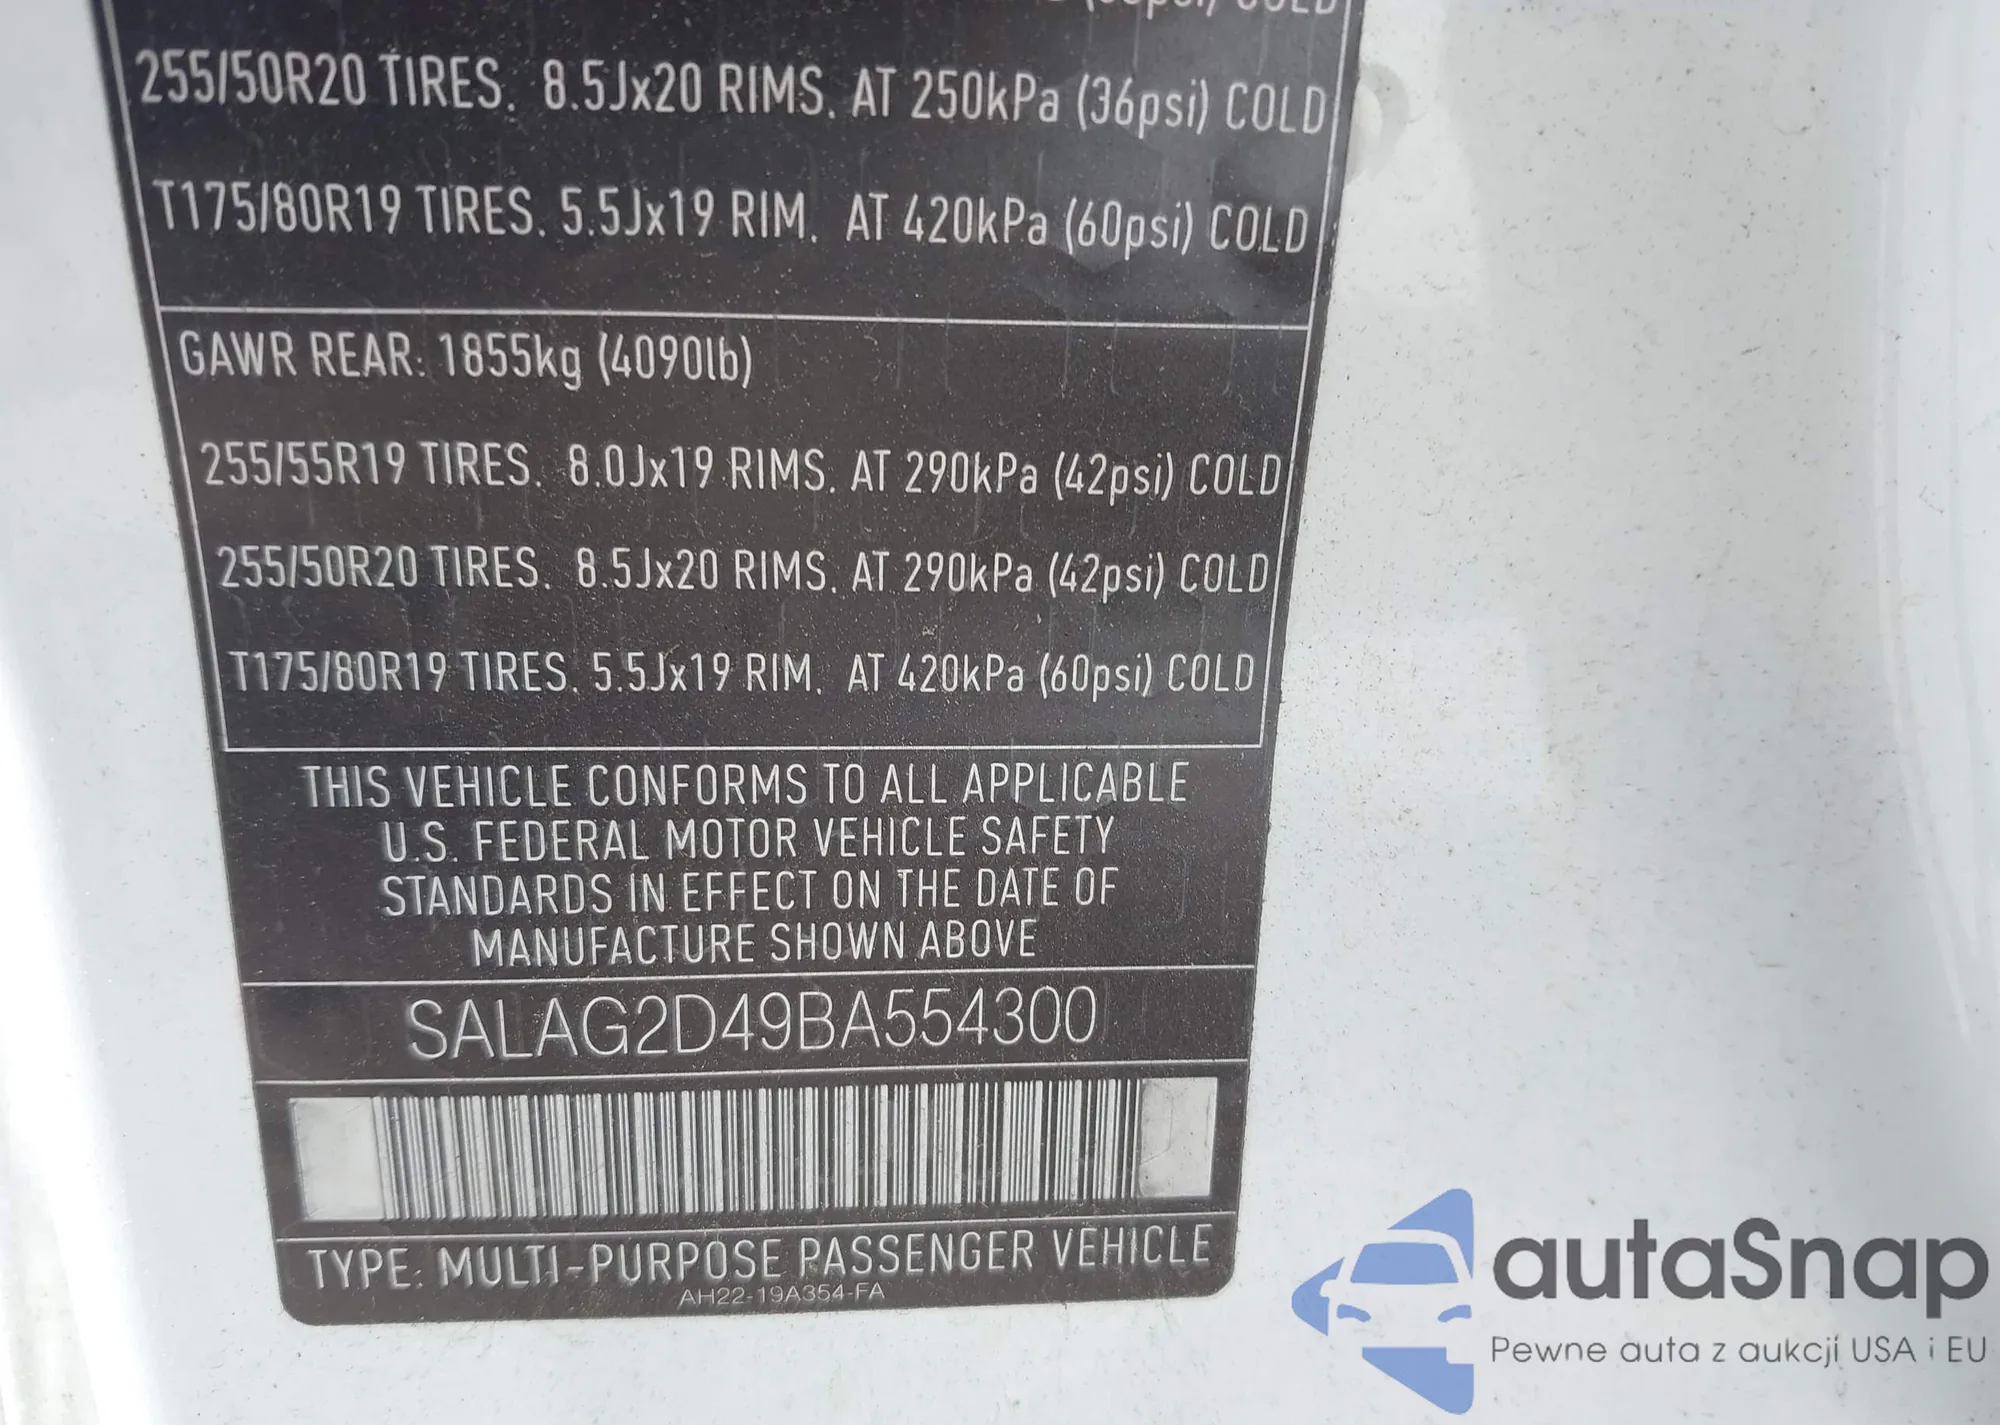 COLD
255/50R20 TIRES. 8.5Jx20 RIMS. AT 250kPa (36psi) COLD
T175/80R19 TIRES. 5.5Jx19 RIM. AT 420kPa (60psi) COLD
GAWR REAR: 1855kg (4090lb)
255/55R19 TIRES. 8.0Jx19 RIMS. AT 290kPa (42psi) COLD
255/50R20 TIRES. 8.5Jx20 RIMS. AT 290kPa (42psi) COLD
T175/80R19 TIRES. 5.5Jx19 RIM. AT 420kPa (60psi) COLD
THIS VEHICLE CONFORMS TO ALL APPLICABLE
U.S. FEDERAL MOTOR VEHICLE SAFETY
STANDARDS IN EFFECT ON THE DATE OF
MANUFACTURE SHOWN ABOVE
SALAG2D49BA554300
TYPE: MULTI-PURPOSE PASSENGER VEHICLE
AH22-19A354-FA
autaSnap
Pewne auta z aukcji USA i EU